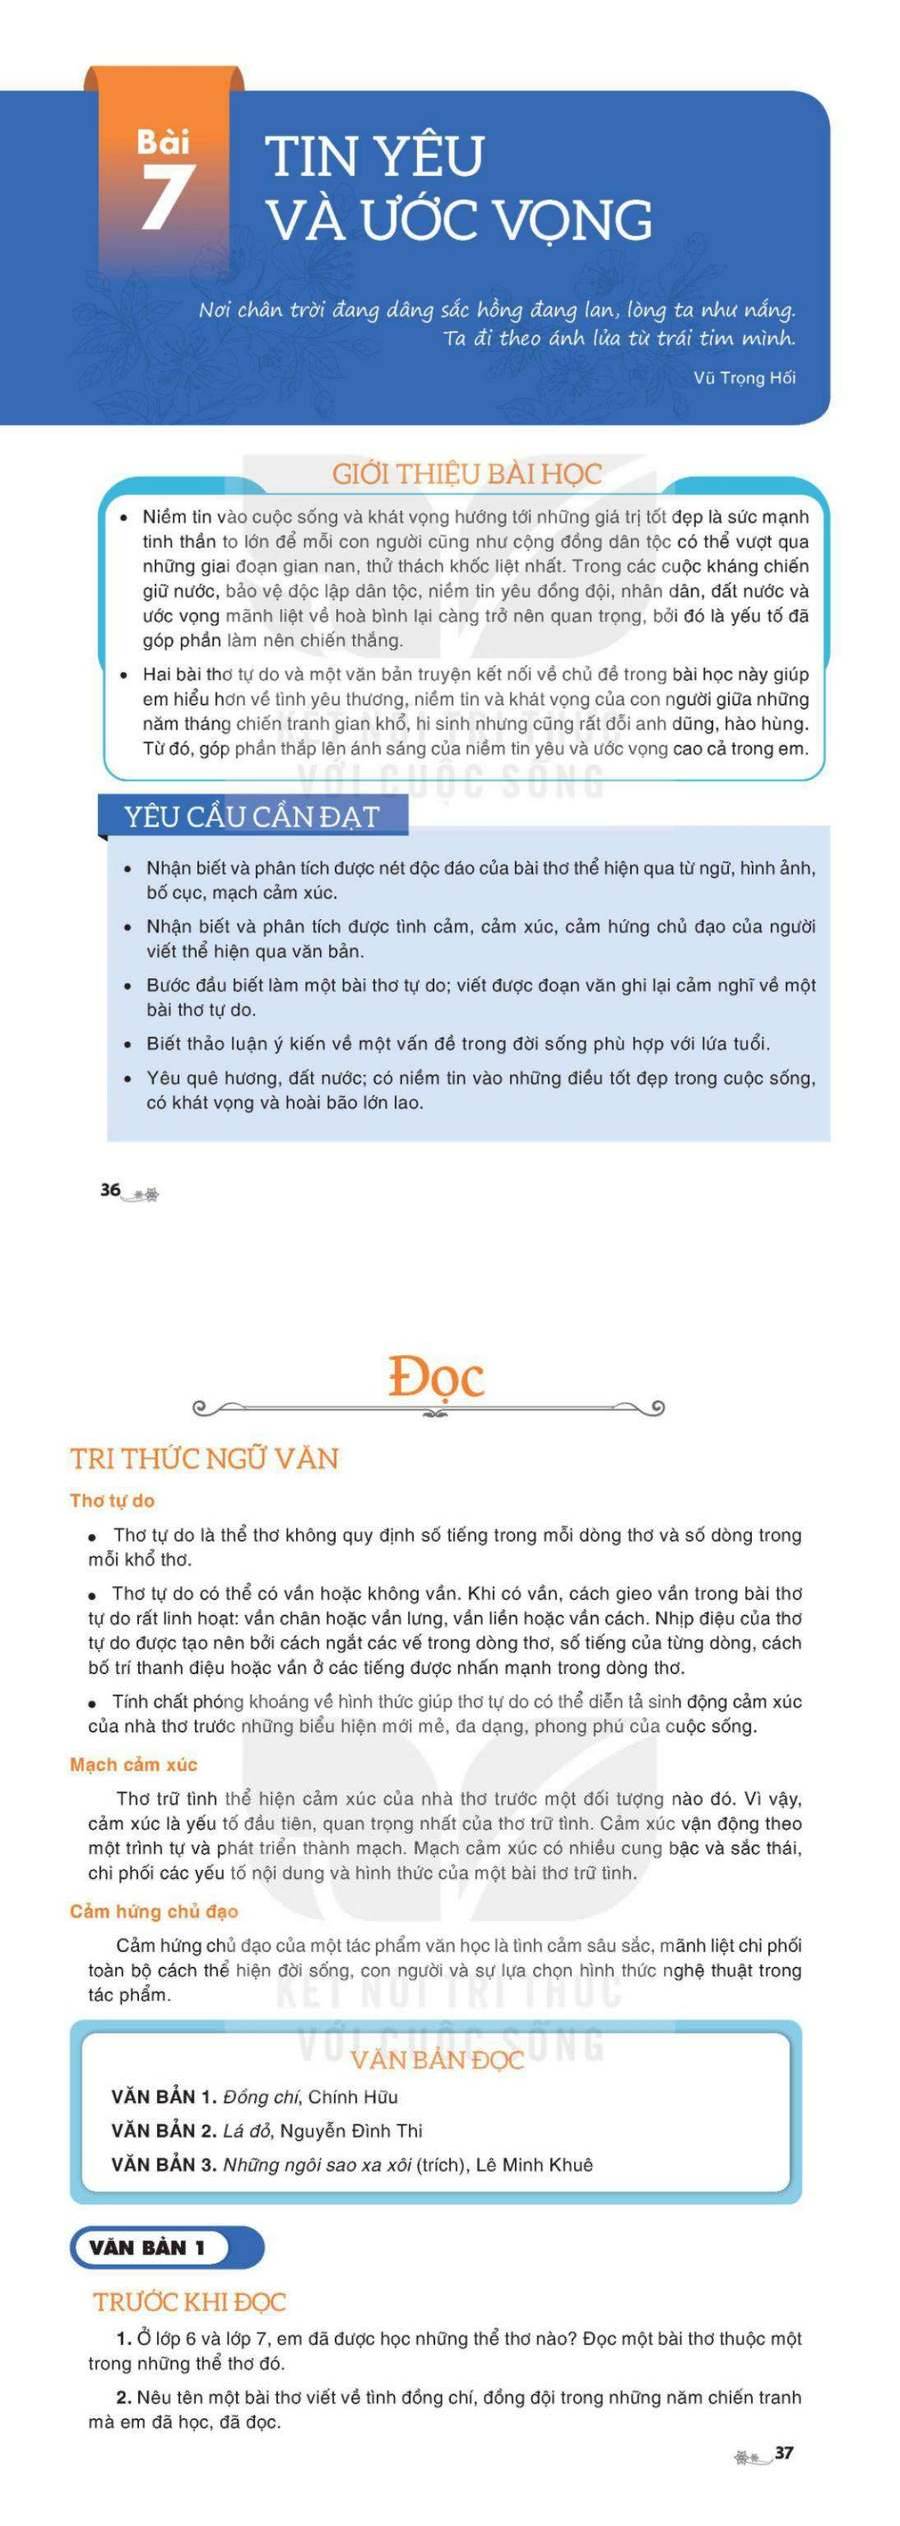 Bài
7
TIN YÊU
VÀ ƯỚC VỌNG
Nơi chân trời đang dâng sắc hồng đang lan, lòng ta như nắng.
Ta đi theo ánh lửa từ trái tim mình.
Vũ Trọng Hối
GIỚI THIỆU BÀI HỌC
• Niềm tin vào cuộc sống và khát vọng hướng tới những giá trị tốt đẹp là sức mạnh
tinh thần to lớn để mỗi con người cũng như cộng đồng dân tộc có thể vượt qua
những giai đoạn gian nan, thử thách khốc liệt nhất. Trong các cuộc kháng chiến
giữ nước, bảo vệ độc lập dân tộc, niềm tin yêu đồng đội, nhân dân, đất nước và
ước vọng mãnh liệt về hoà bình lại càng trở nên quan trọng, bởi đó là yếu tố đã
góp phần làm nên chiến thắng.
• Hai bài thơ tự do và một văn bản truyện kết nối về chủ đề trong bài học này giúp
em hiểu hơn về tình yêu thương, niềm tin và khát vọng của con người giữa những
năm tháng chiến tranh gian khổ, hi sinh nhưng cũng rất đỗi anh dũng, hào hùng.
Từ đó, góp phần thắp lên ánh sáng của niềm tin yêu và ước vọng cao cả trong em.
KẾT NỐI TRI THỨC
VỚI CUỘC SỐNG
YÊU CẦU CẦN ĐẠT
• Nhận biết và phân tích được nét độc đáo của bài thơ thể hiện qua từ ngữ, hình ảnh,
bố cục, mạch cảm xúc.
• Nhận biết và phân tích được tình cảm, cảm xúc, cảm hứng chủ đạo của người
viết thể hiện qua văn bản.
• Bước đầu biết làm một bài thơ tự do; viết được đoạn văn ghi lại cảm nghĩ về một
bài thơ tự do.
• Biết thảo luận ý kiến về một vấn đề trong đời sống phù hợp với lứa tuổi.
• Yêu quê hương, đất nước; có niềm tin vào những điều tốt đẹp trong cuộc sống,
có khát vọng và hoài bão lớn lao.
36
Đọc
TRI THỨC NGỮ VĂN
Thơ tự do
• Thơ tự do là thể thơ không quy định số tiếng trong mỗi dòng thơ và số dòng trong
mỗi khổ thơ.
• Thơ tự do có thể có vần hoặc không vần. Khi có vần, cách gieo vần trong bài thơ
tự do rất linh hoạt: vần chân hoặc vần lưng, vần liền hoặc vần cách. Nhịp điệu của thơ
tự do được tạo nên bởi cách ngắt các vế trong dòng thơ, số tiếng của từng dòng, cách
bố trí thanh điệu hoặc vần ở các tiếng được nhấn mạnh trong dòng thơ.
• Tính chất phóng khoáng về hình thức giúp thơ tự do có thể diễn tả sinh động cảm xúc
của nhà thơ trước những biểu hiện mới mẻ, đa dạng, phong phú của cuộc sống.
Mạch cảm xúc
Thơ trữ tình thể hiện cảm xúc của nhà thơ trước một đối tượng nào đó. Vì vậy,
cảm xúc là yếu tố đầu tiên, quan trọng nhất của thơ trữ tình. Cảm xúc vận động theo
một trình tự và phát triển thành mạch. Mạch cảm xúc có nhiều cung bậc và sắc thái,
chi phối các yếu tố nội dung và hình thức của một bài thơ trữ tình.
Cảm hứng chủ đạo
Cảm hứng chủ đạo của một tác phẩm văn học là tình cảm sâu sắc, mãnh liệt chi phối
toàn bộ cách thể hiện đời sống, con người và sự lựa chọn hình thức nghệ thuật trong
tác phẩm.
KẾT NỐI TRI THỨC
VỚI CUỘC SỐNG
VĂN BẢN ĐỌC
VĂN BẢN 1. Đồng chí, Chính Hữu
VĂN BẢN 2. Lá đỏ, Nguyễn Đình Thi
VĂN BẢN 3. Những ngôi sao xa xôi (trích), Lê Minh Khuê
VĂN BẢN 1
TRƯỚC KHI ĐỌC
1. Ở lớp 6 và lớp 7, em đã được học những thể thơ nào? Đọc một bài thơ thuộc một
trong những thể thơ đó.
2. Nêu tên một bài thơ viết về tình đồng chí, đồng đội trong những năm chiến tranh
mà em đã học, đã đọc.
37